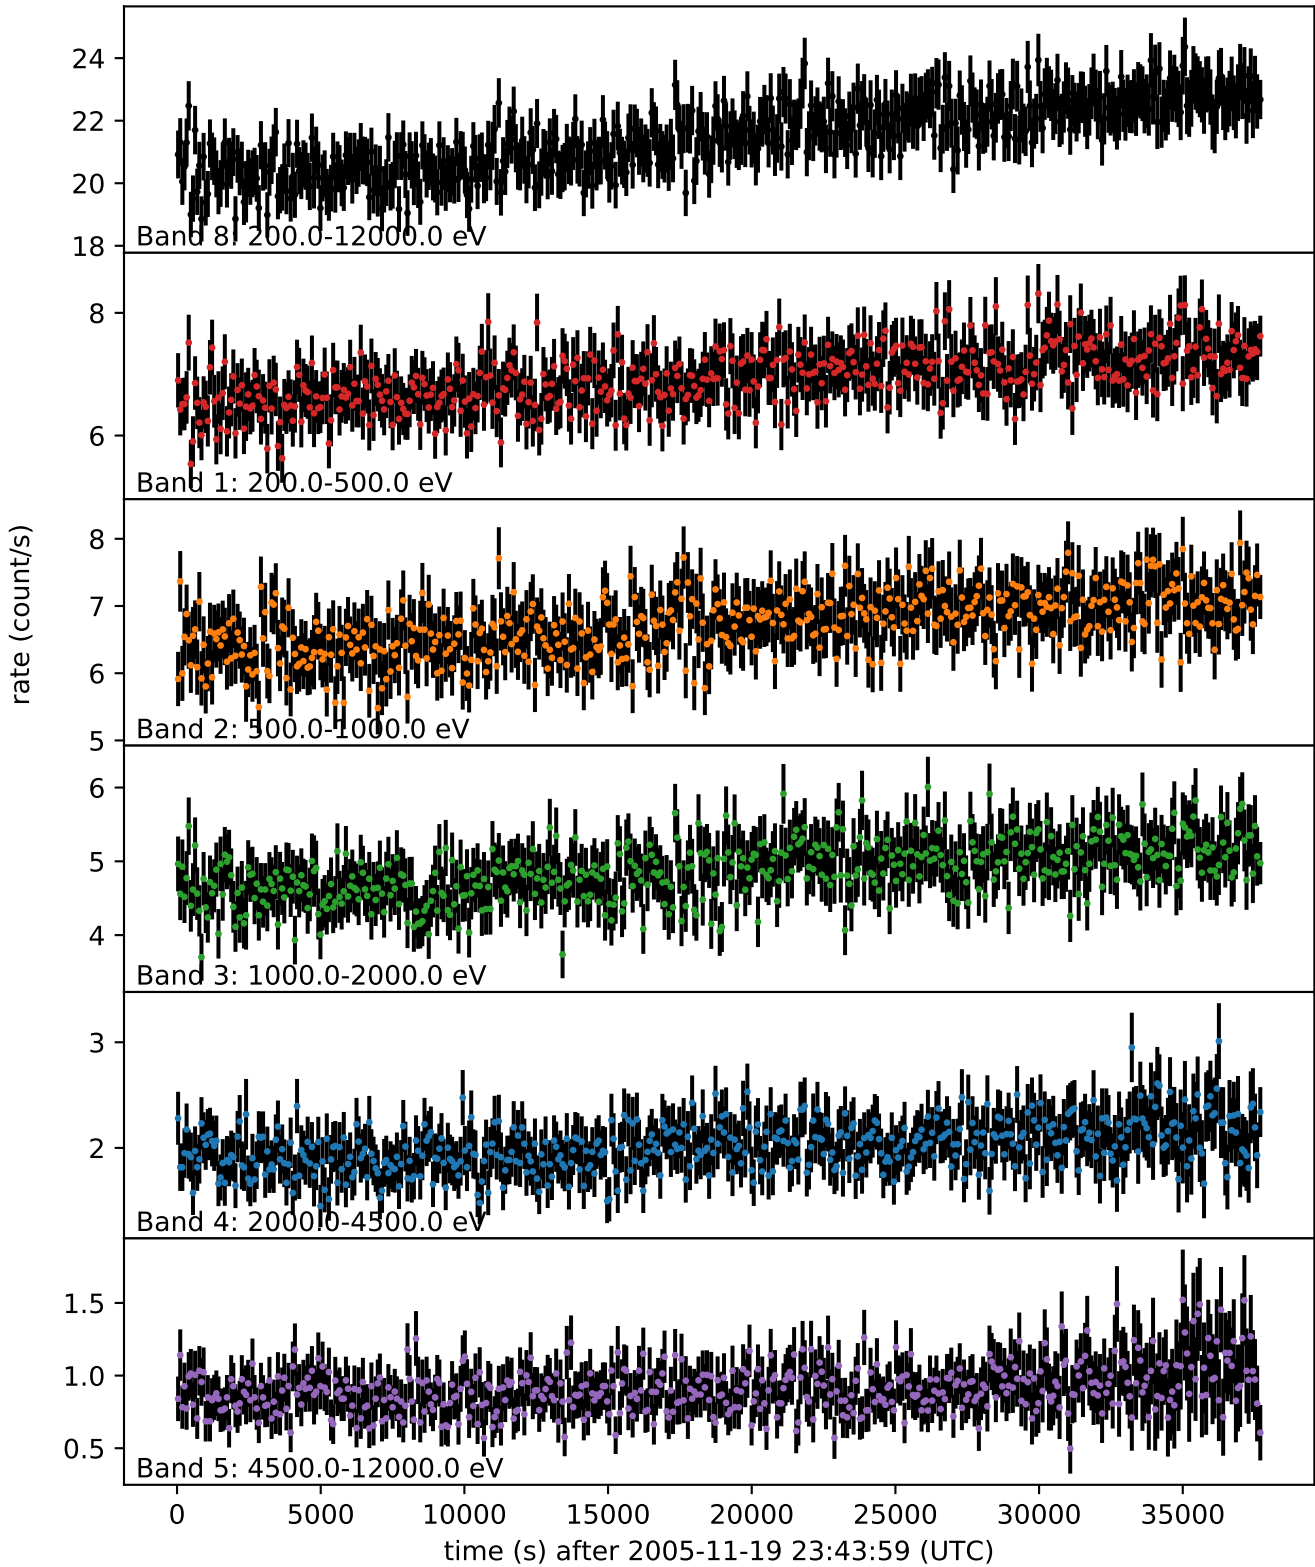 24
22
20
18
Band 8: 200.0-12000.0 eV
8
6
Band 1: 200.0-500.0 eV
8
7
6
5
Band 2: 500.0-1000.0 eV
rate (count/s)
6
5
4
Band 3: 1000.0-2000.0 eV
3
2
Band 4: 2000.0-4500.0 eV
1.5
1.0
0.5
Band 5: 4500.0-12000.0 eV
0 5000 10000 15000 20000 25000 30000 35000
time (s) after 2005-11-19 23:43:59 (UTC)